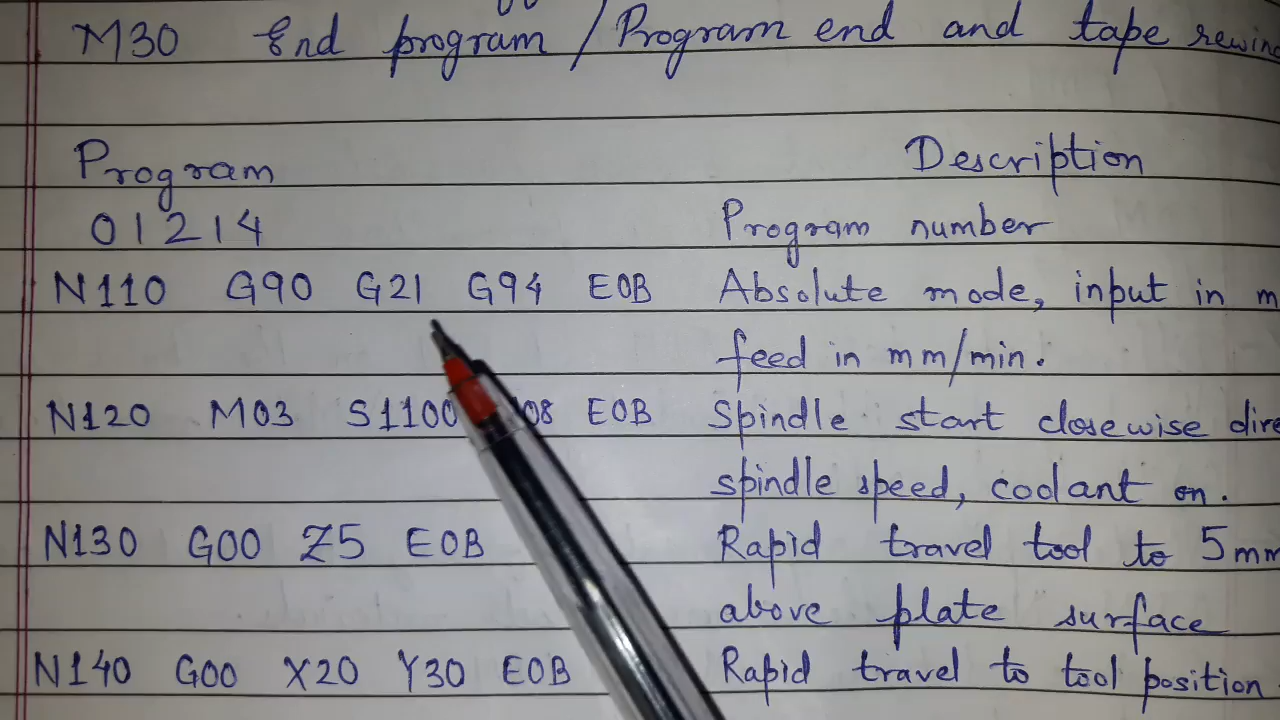 M30 End program / Program end and tape rewind
Program Description
01214 Program number
N110 G90 G21 G94 EOB Absolute mode, input in m
feed in mm/min.
N120 M03 S1100 08 EOB Spindle start closewise dire
spindle speed, coolant on.
N130 G00 Z5 EOB Rapid travel tool to 5mm
above plate surface
N140 G00 X20 Y30 EOB Rapid travel to tool position